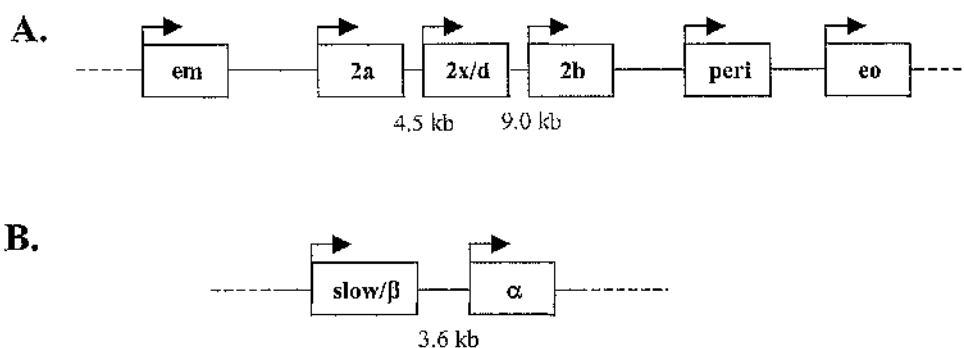 A.
em 2a 2x/d 2b peri eo
4.5 kb 9.0 kb
B.
slow/β α
3.6 kb